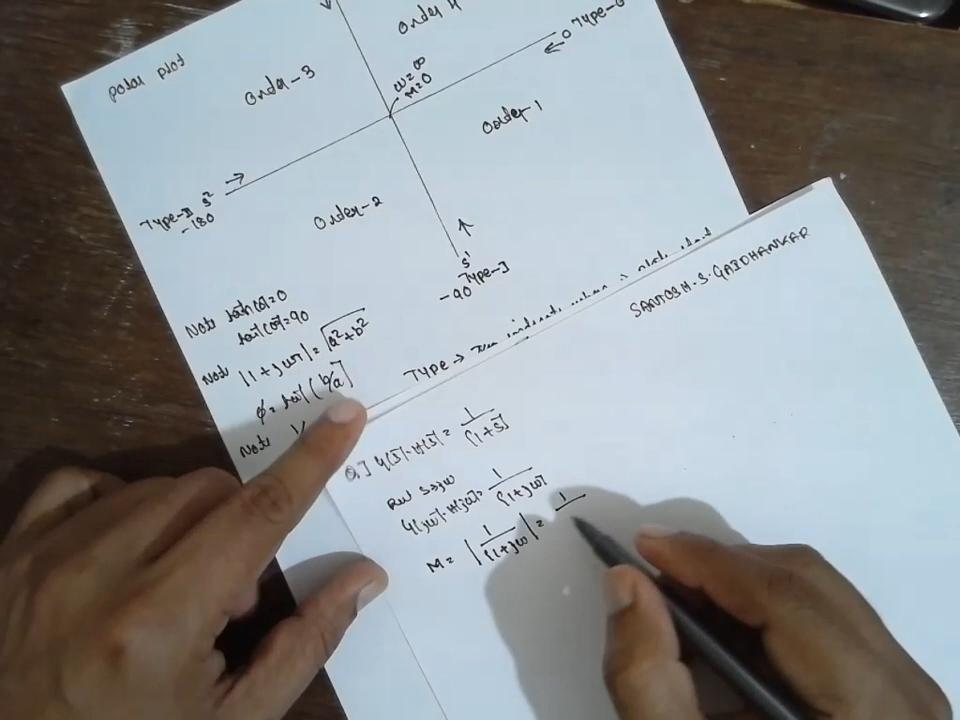 polar plot
Order-3
Order-4
Type-0
0
ω=∞
M=0
Order-1
Type-II s²
-180
Order-2
s¹
Type-I
-90
Note tan⁻¹(0)=0
tan⁻¹(∞)=90
Note |1+jω|=√a²+b²
φ=tan⁻¹(b/a)
Note
Type →
SANTOSH.S.GAIDHANKAR
Q.] G(s)·H(s)= 1/(1+s)
Put s=jω
G(jω)·H(jω)= 1/(1+jω)
M= |1/(1+jω)|= 1